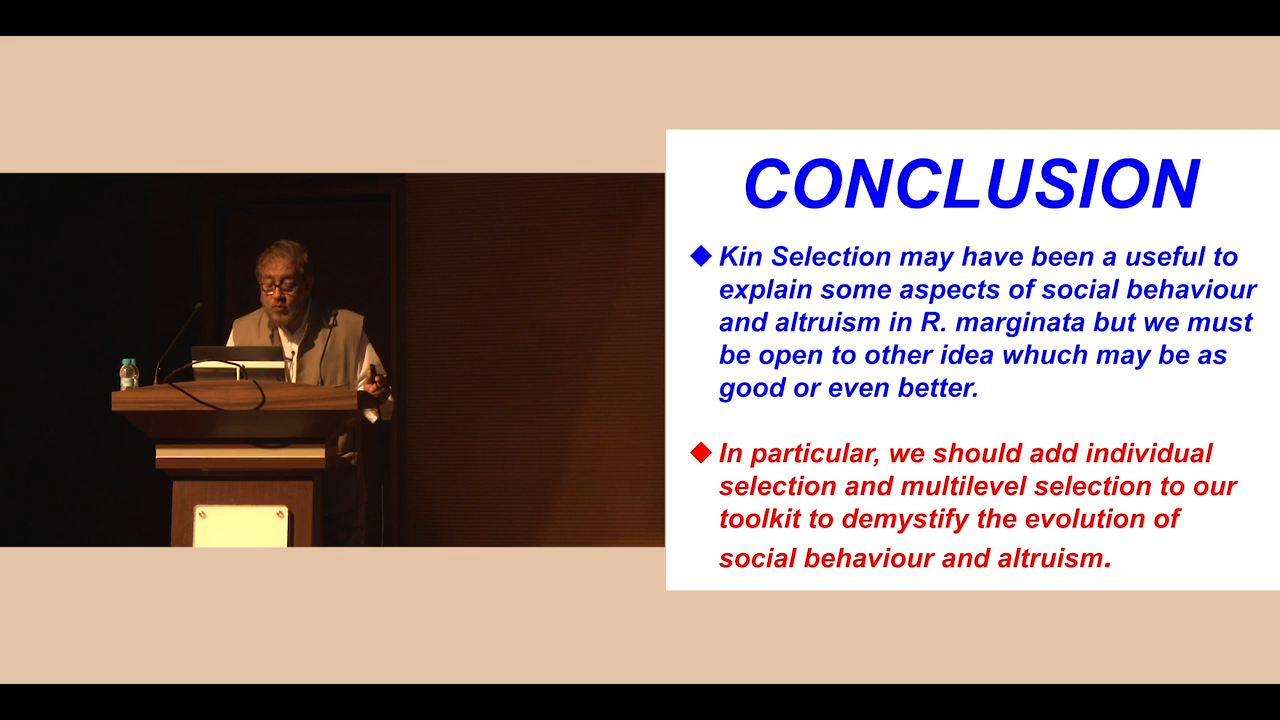 CONCLUSION
Kin Selection may have been a useful to
explain some aspects of social behaviour
and altruism in R. marginata but we must
be open to other idea whuch may be as
good or even better.
In particular, we should add individual
selection and multilevel selection to our
toolkit to demystify the evolution of
social behaviour and altruism.